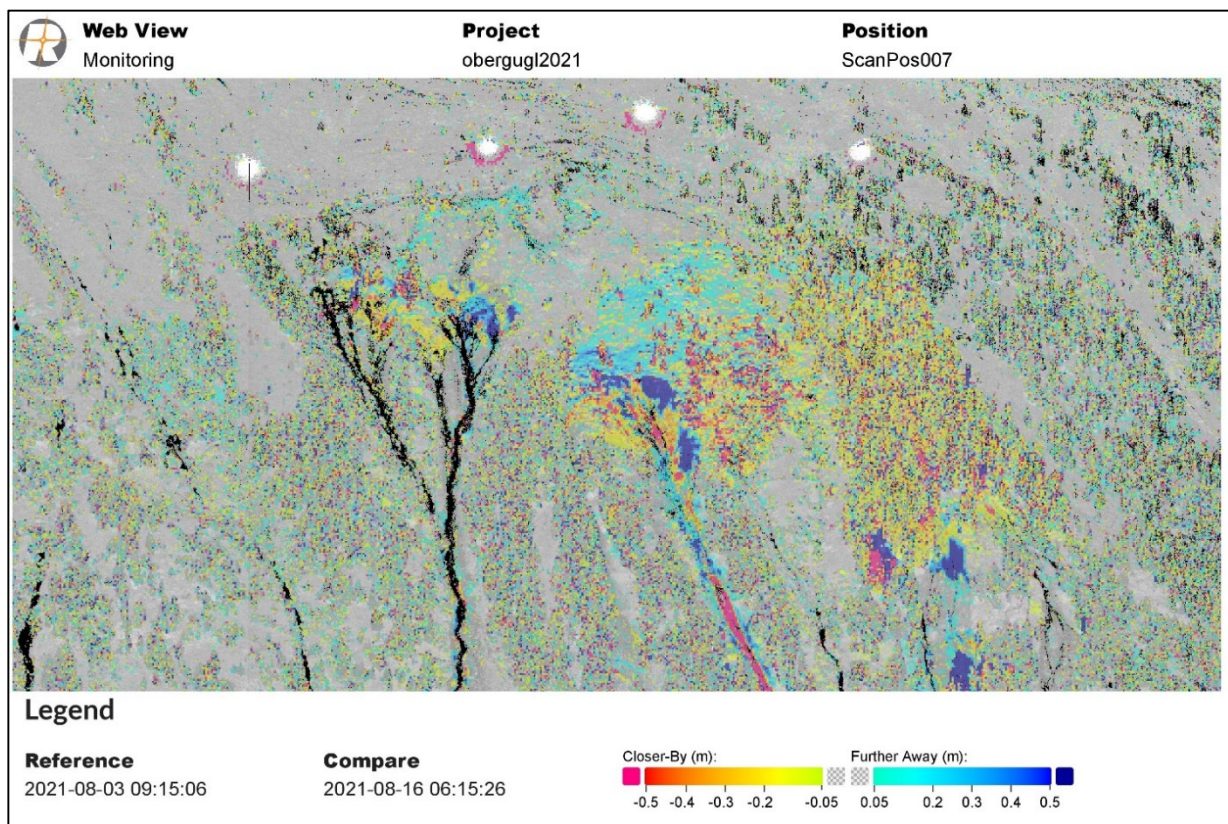 Web View Project Position
Monitoring obergugl2021 ScanPos007
Legend
Reference Compare Closer-By (m): Further Away (m):
2021-08-03 09:15:06 2021-08-16 06:15:26
-0.5 -0.4 -0.3 -0.2 -0.05 0.05 0.2 0.3 0.4 0.5